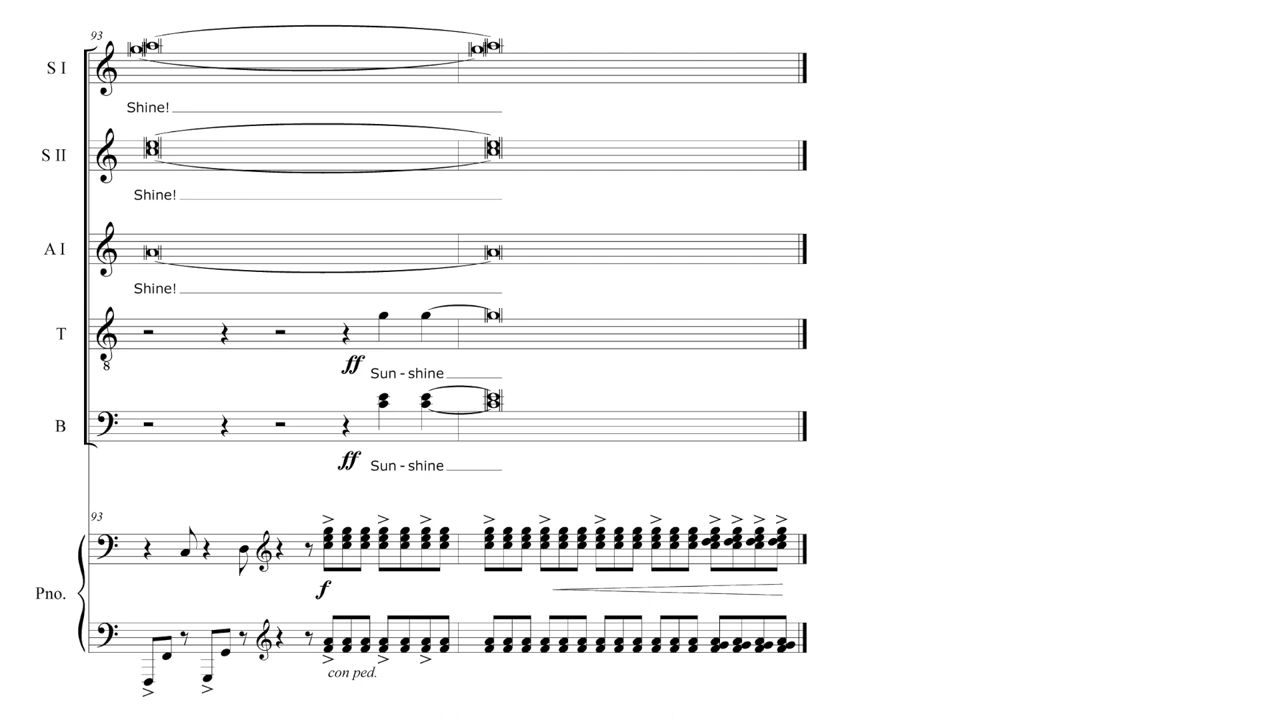 93
S I
Shine!
S II
Shine!
A I
Shine!
T
8
ff
Sun - shine
B
ff
Sun - shine
93
Pno.
f
con ped.